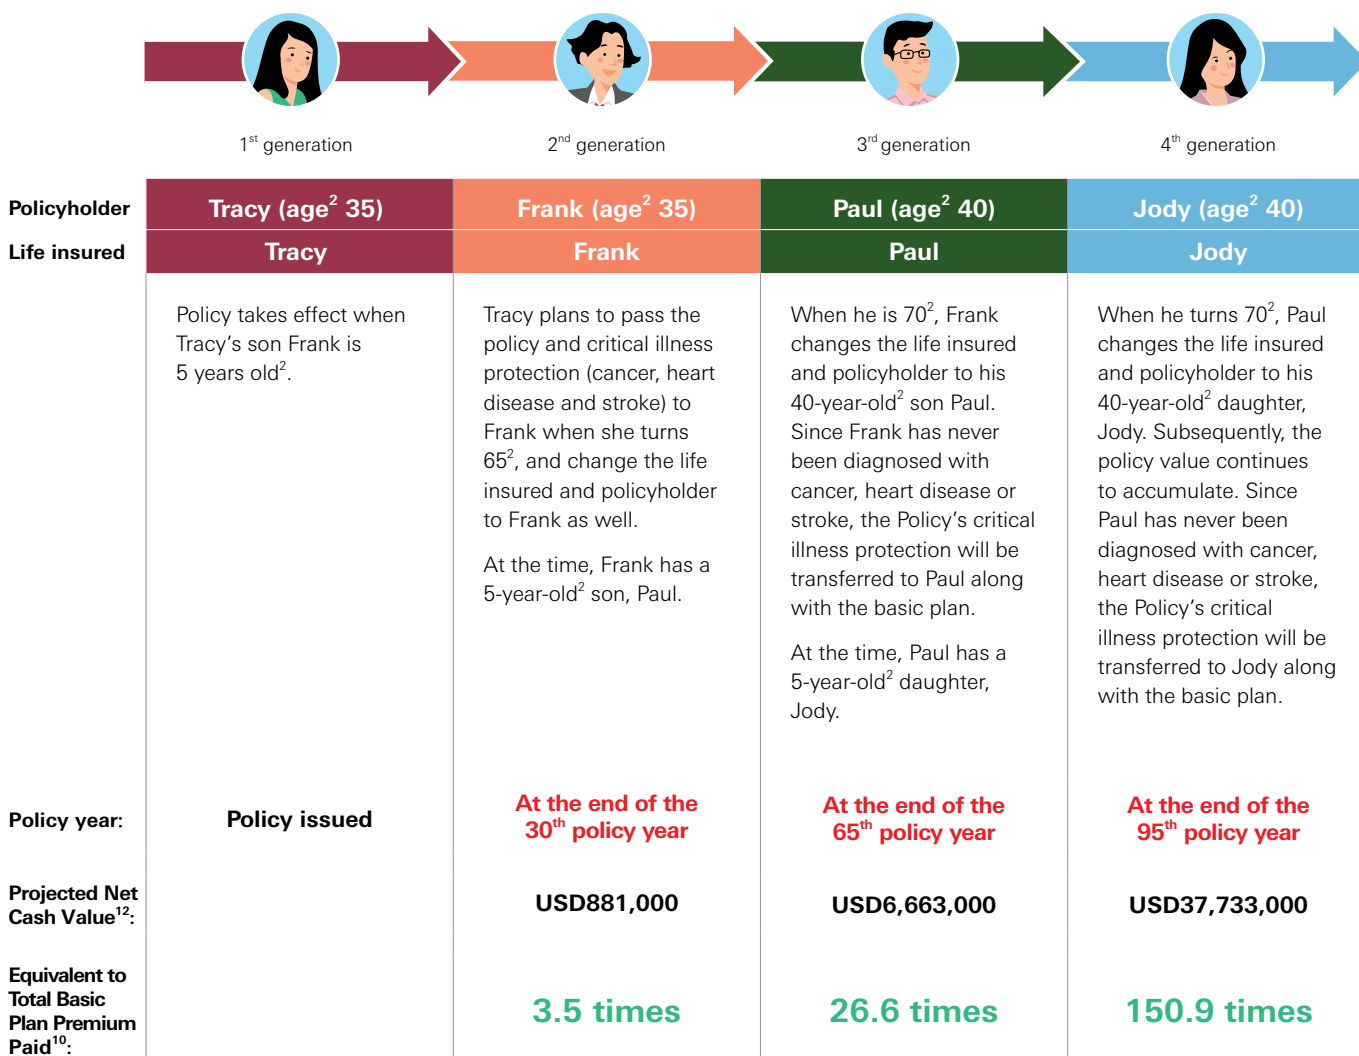 1st generation
2nd generation
3rd generation
4th generation
Policyholder
Tracy (age2 35)
Frank (age2 35)
Paul (age2 40)
Jody (age2 40)
Life insured
Tracy
Frank
Paul
Jody
Policy takes effect when
Tracy's son Frank is
5 years old2.
Tracy plans to pass the
policy and critical illness
protection (cancer, heart
disease and stroke) to
Frank when she turns
652, and change the life
insured and policyholder
to Frank as well.
At the time, Frank has a
5-year-old2 son, Paul.
When he is 702, Frank
changes the life insured
and policyholder to his
40-year-old2 son Paul.
Since Frank has never
been diagnosed with
cancer, heart disease or
stroke, the Policy's critical
illness protection will be
transferred to Paul along
with the basic plan.
At the time, Paul has a
5-year-old2 daughter,
Jody.
When he turns 702, Paul
changes the life insured
and policyholder to his
40-year-old2 daughter,
Jody. Subsequently, the
policy value continues
to accumulate. Since
Paul has never been
diagnosed with cancer,
heart disease or stroke,
the Policy's critical
illness protection will be
transferred to Jody along
with the basic plan.
Policy year:
Policy issued
At the end of the
30th policy year
At the end of the
65th policy year
At the end of the
95th policy year
Projected Net
Cash Value12:
USD881,000
USD6,663,000
USD37,733,000
Equivalent to
Total Basic
Plan Premium
Paid10:
3.5 times
26.6 times
150.9 times